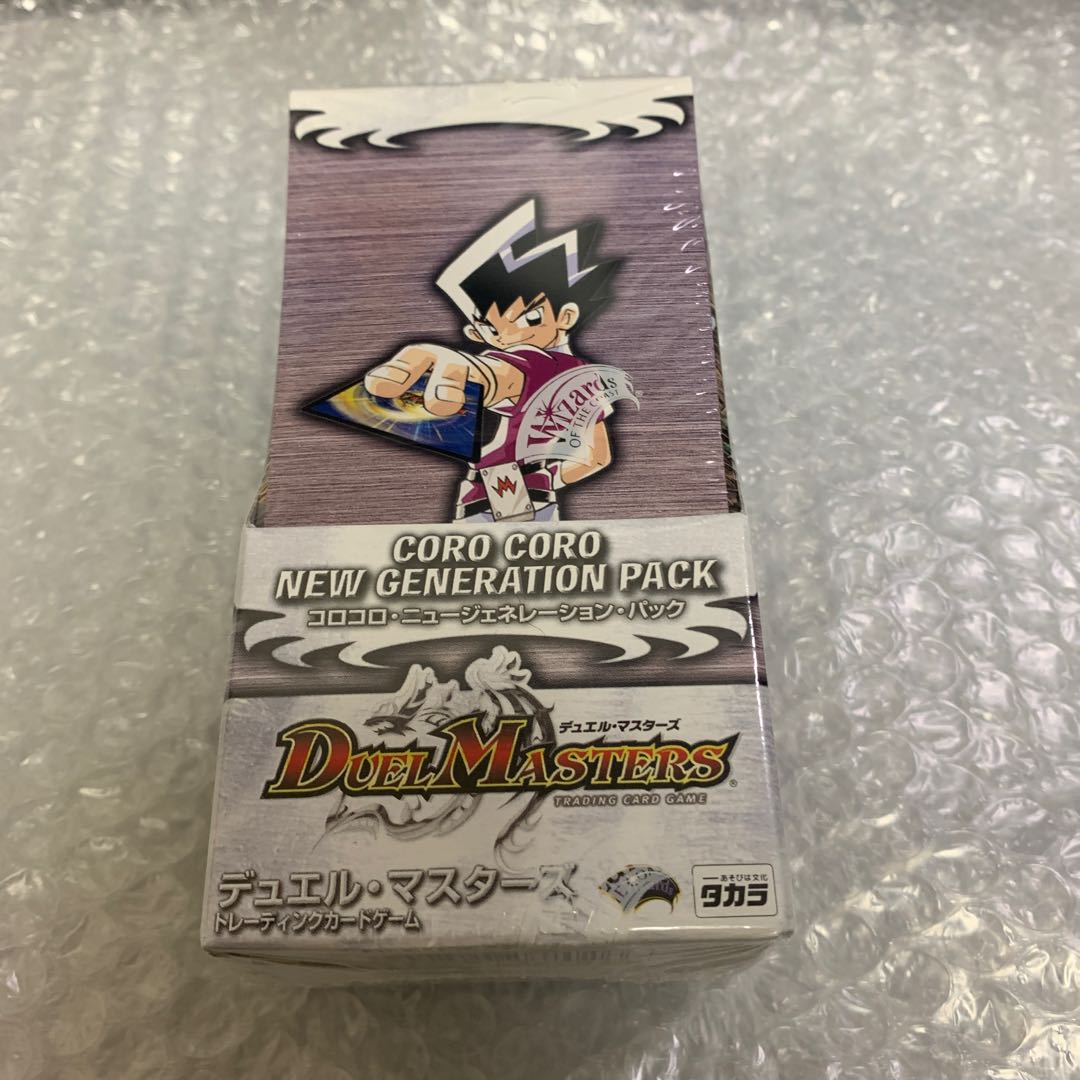 Wizards
OF THE COAST
CORO CORO
NEW GENERATION PACK
コロコロ・ニュージェネレーション・パック
デュエル・マスターズ
DUEL MASTERS®
TRADING CARD GAME
デュエル・マスターズ
トレーディングカードゲーム
あそびは文化
タカラ